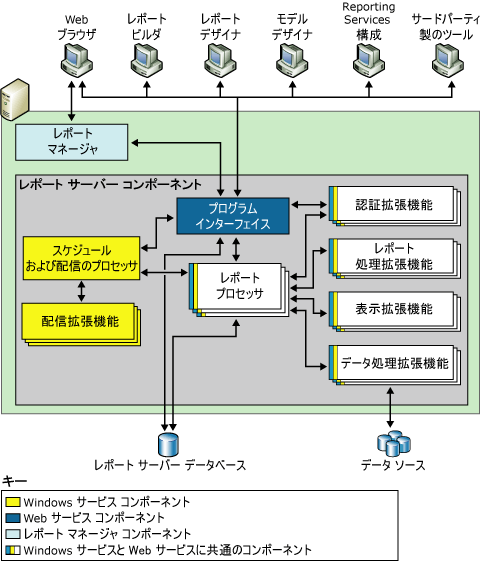 Web
ブラウザ
レポート
ビルダ
レポート
デザイナ
モデル
デザイナ
Reporting
Services
構成
サードパーティ
製のツール
レポート
マネージャ
レポート サーバー コンポーネント
プログラム
インターフェイス
認証拡張機能
スケジュール
および配信のプロセッサ
レポート
プロセッサ
レポート
処理拡張機能
配信拡張機能
表示拡張機能
データ処理拡張機能
レポート サーバー データベース
データ ソース
キー
Windows サービス コンポーネント
Web サービス コンポーネント
レポート マネージャ コンポーネント
Windows サービスと Web サービスに共通のコンポーネント